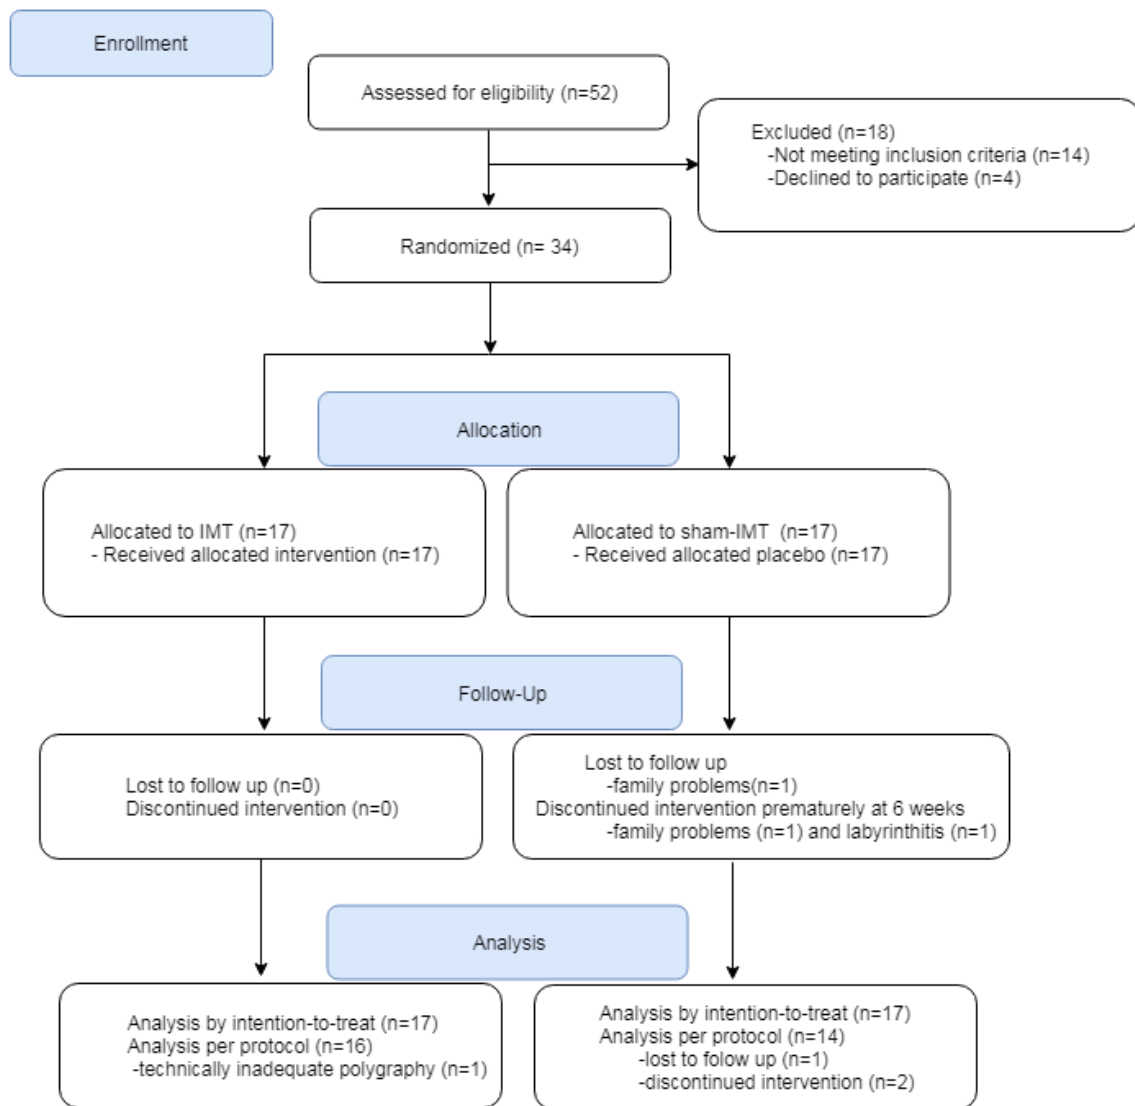 Enrollment
Assessed for eligibility (n=52)
Excluded (n=18)
-Not meeting inclusion criteria (n=14)
-Declined to participate (n=4)
Randomized (n= 34)
Allocation
Allocated to IMT (n=17)
- Received allocated intervention (n=17)
Allocated to sham-IMT  (n=17)
- Received allocated placebo (n=17)
Follow-Up
Lost to follow up (n=0)
Discontinued intervention (n=0)
Lost to follow up
-family problems(n=1)
Discontinued intervention prematurely at 6 weeks
-family problems (n=1) and labyrinthitis (n=1)
Analysis
Analysis by intention-to-treat (n=17)
Analysis per protocol (n=16)
-technically inadequate polygraphy (n=1)
Analysis by intention-to-treat (n=17)
Analysis per protocol (n=14)
-lost to folow up (n=1)
-discontinued intervention (n=2)